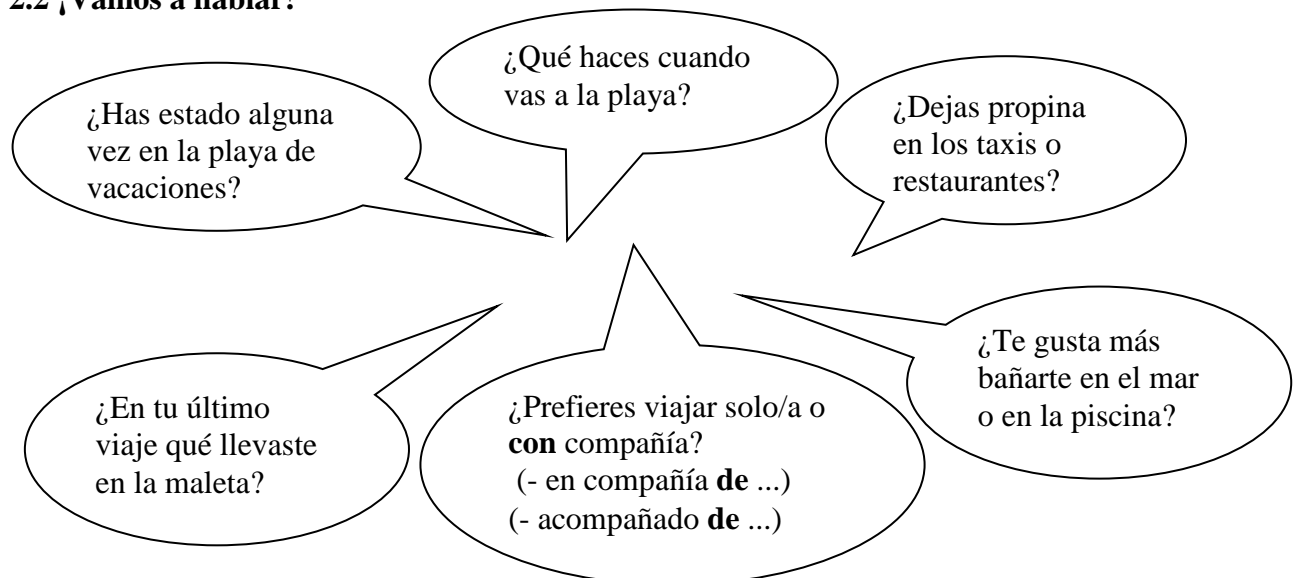 2.2 ¡Vamos a hablar!
¿Qué haces cuando
vas a la playa?
¿Has estado alguna
vez en la playa de
vacaciones?
¿Dejas propina
en los taxis o
restaurantes?
¿En tu último
viaje qué llevaste
en la maleta?
¿Prefieres viajar solo/a o
con compañía?
(- en compañía de ...)
(- acompañado de ...)
¿Te gusta más
bañarte en el mar
o en la piscina?